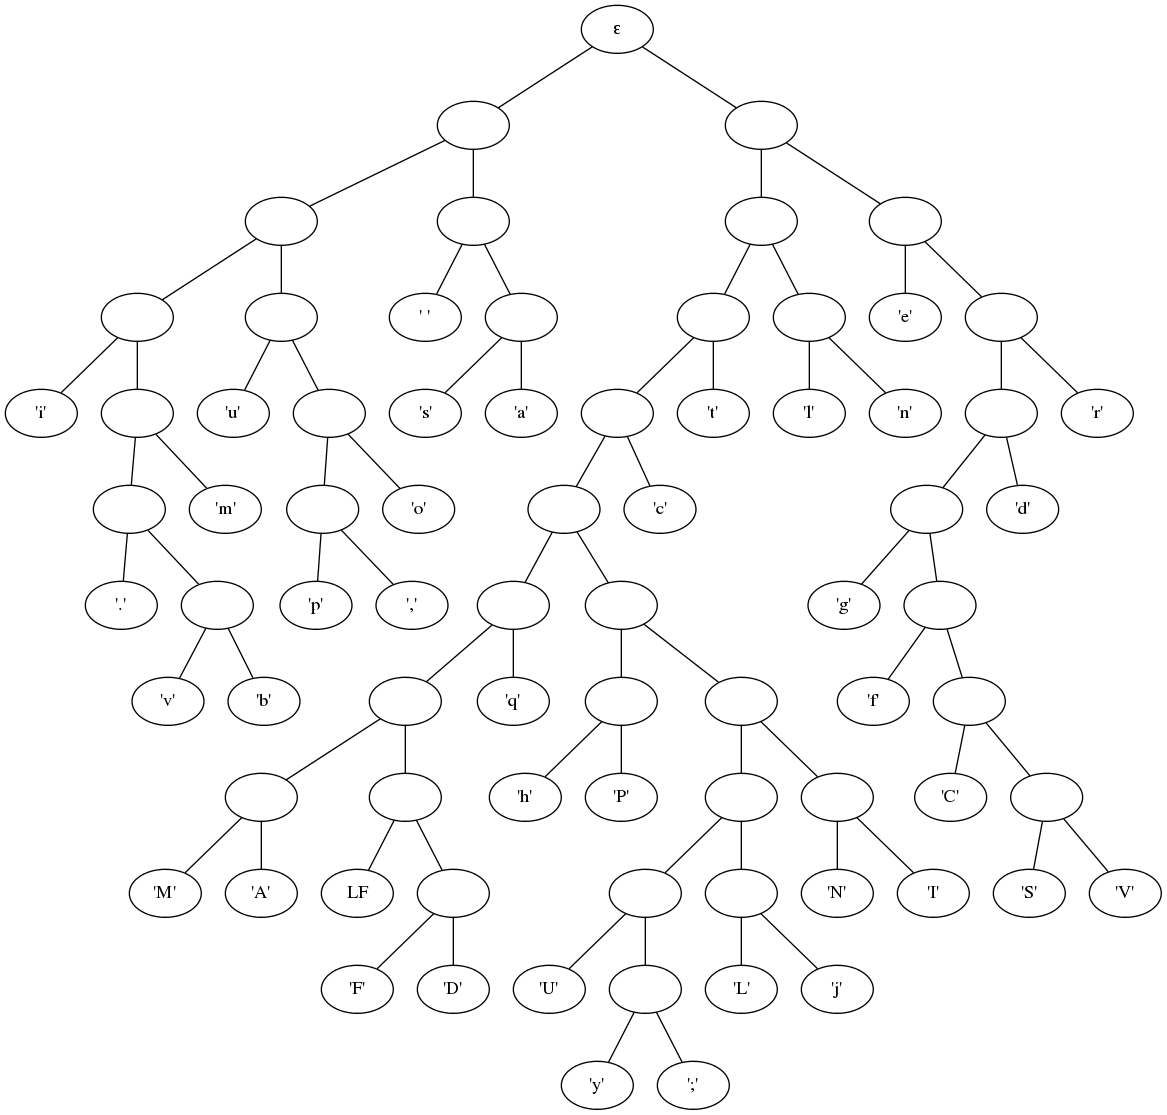 ε
' ' 'e'
'i' 'u' 's' 'a' 't' 'l' 'n' 'r'
'm' 'o' 'c' 'd'
'.' 'p' ',' 'g'
'v' 'b' 'q' 'f'
'h' 'P' 'C'
'M' 'A' LF 'N' 'I' 'S' 'V'
'F' 'D' 'U' 'L' 'j'
'y' ';'